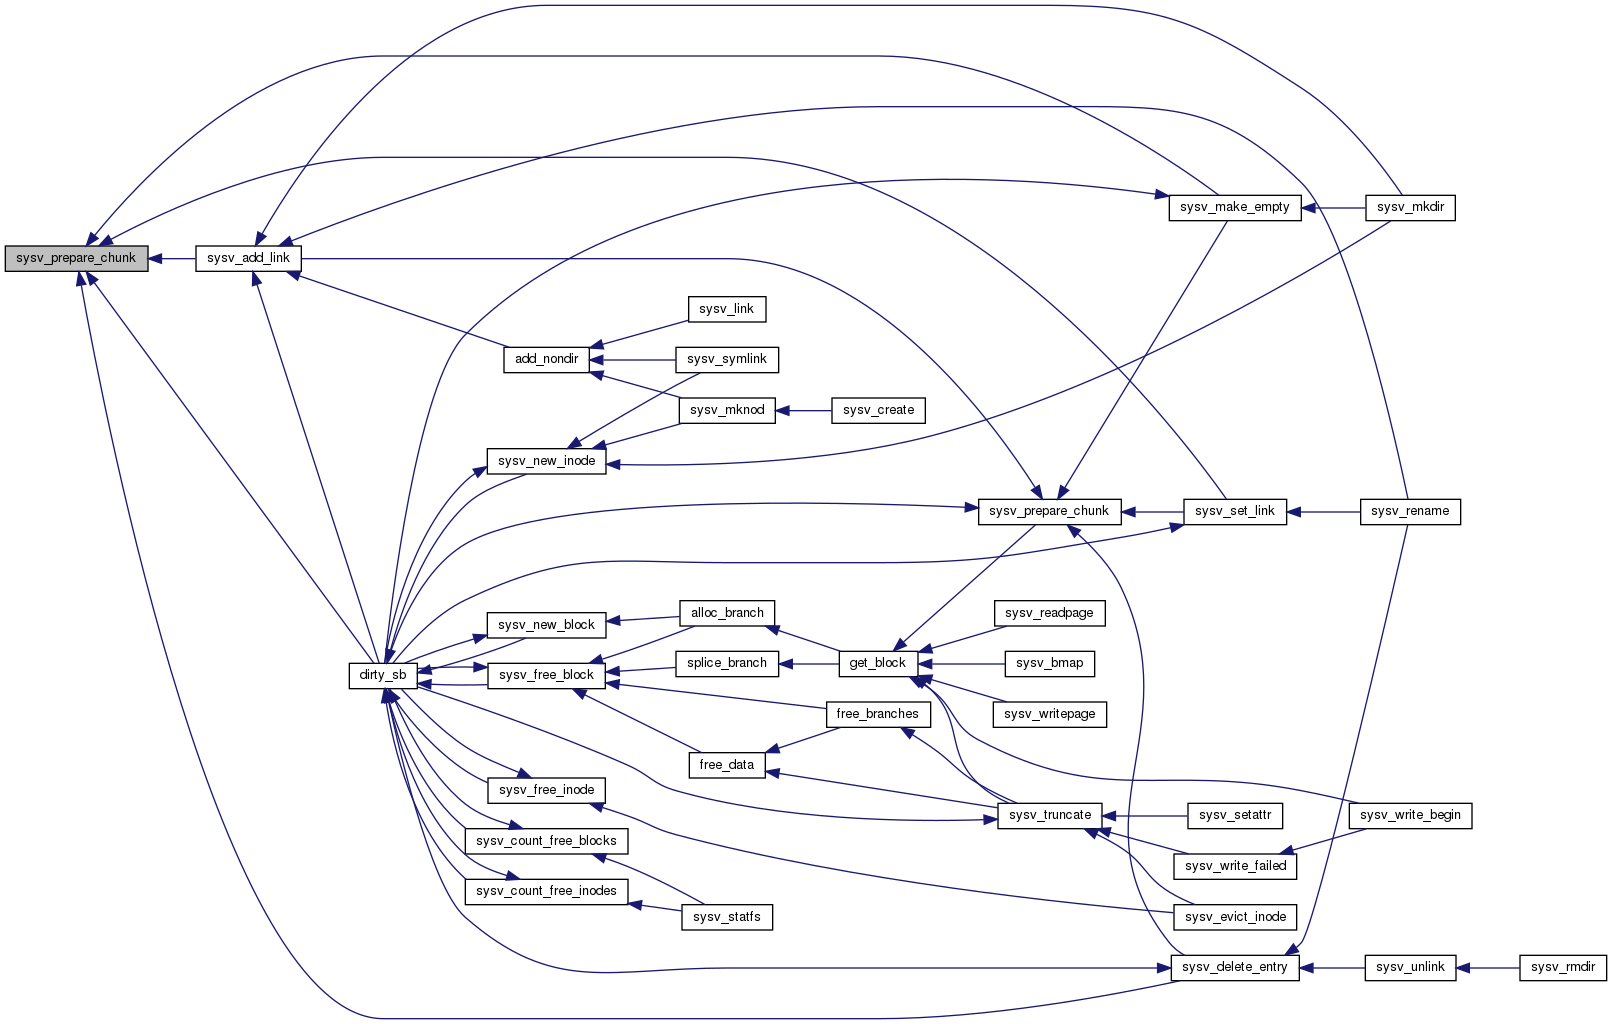 sysv_make_empty
sysv_mkdir
sysv_prepare_chunk
sysv_add_link
sysv_link
add_nondir
sysv_symlink
sysv_mknod
sysv_create
sysv_new_inode
sysv_prepare_chunk
sysv_set_link
sysv_rename
alloc_branch
sysv_readpage
sysv_new_block
splice_branch
get_block
sysv_bmap
dirty_sb
sysv_free_block
free_branches
sysv_writepage
free_data
sysv_free_inode
sysv_truncate
sysv_setattr
sysv_write_begin
sysv_count_free_blocks
sysv_write_failed
sysv_count_free_inodes
sysv_statfs
sysv_evict_inode
sysv_delete_entry
sysv_unlink
sysv_rmdir